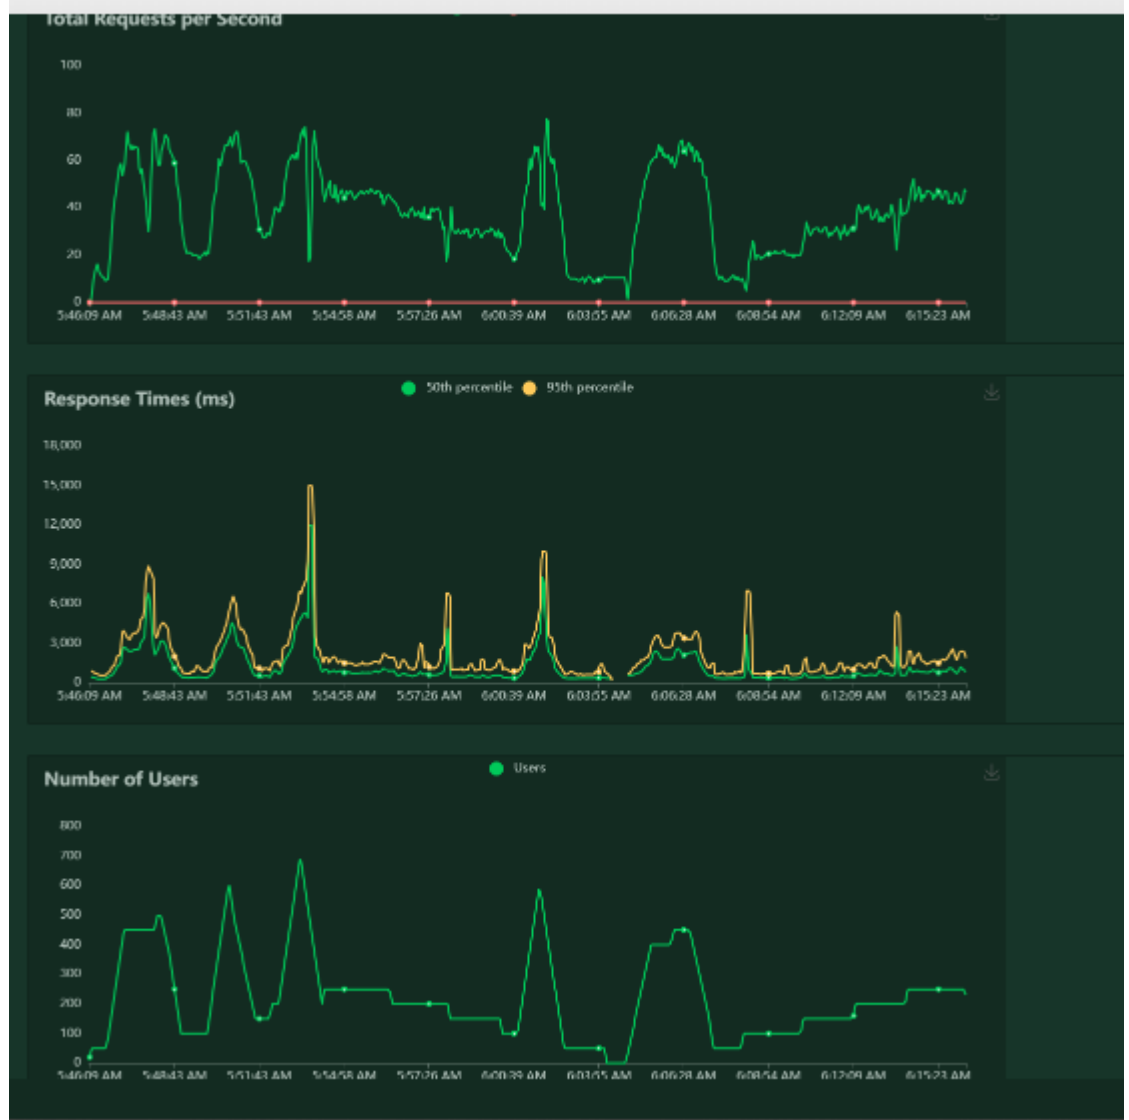 Total Requests per Second
100
80
60
40
20
0
5:46:09 AM 5:48:43 AM 5:51:43 AM 5:54:58 AM 5:57:26 AM 6:00:39 AM 6:03:55 AM 6:06:28 AM 6:08:54 AM 6:12:09 AM 6:15:23 AM
50th percentile 95th percentile
Response Times (ms)
18,000
15,000
12,000
9,000
6,000
3,000
0
5:46:09 AM 5:48:43 AM 5:51:43 AM 5:54:58 AM 5:57:26 AM 6:00:39 AM 6:03:55 AM 6:06:28 AM 6:08:54 AM 6:12:09 AM 6:15:23 AM
Users
Number of Users
800
700
600
500
400
300
200
100
0
5:46:09 AM 5:48:43 AM 5:51:43 AM 5:54:58 AM 5:57:26 AM 6:00:39 AM 6:03:55 AM 6:06:28 AM 6:08:54 AM 6:12:09 AM 6:15:23 AM